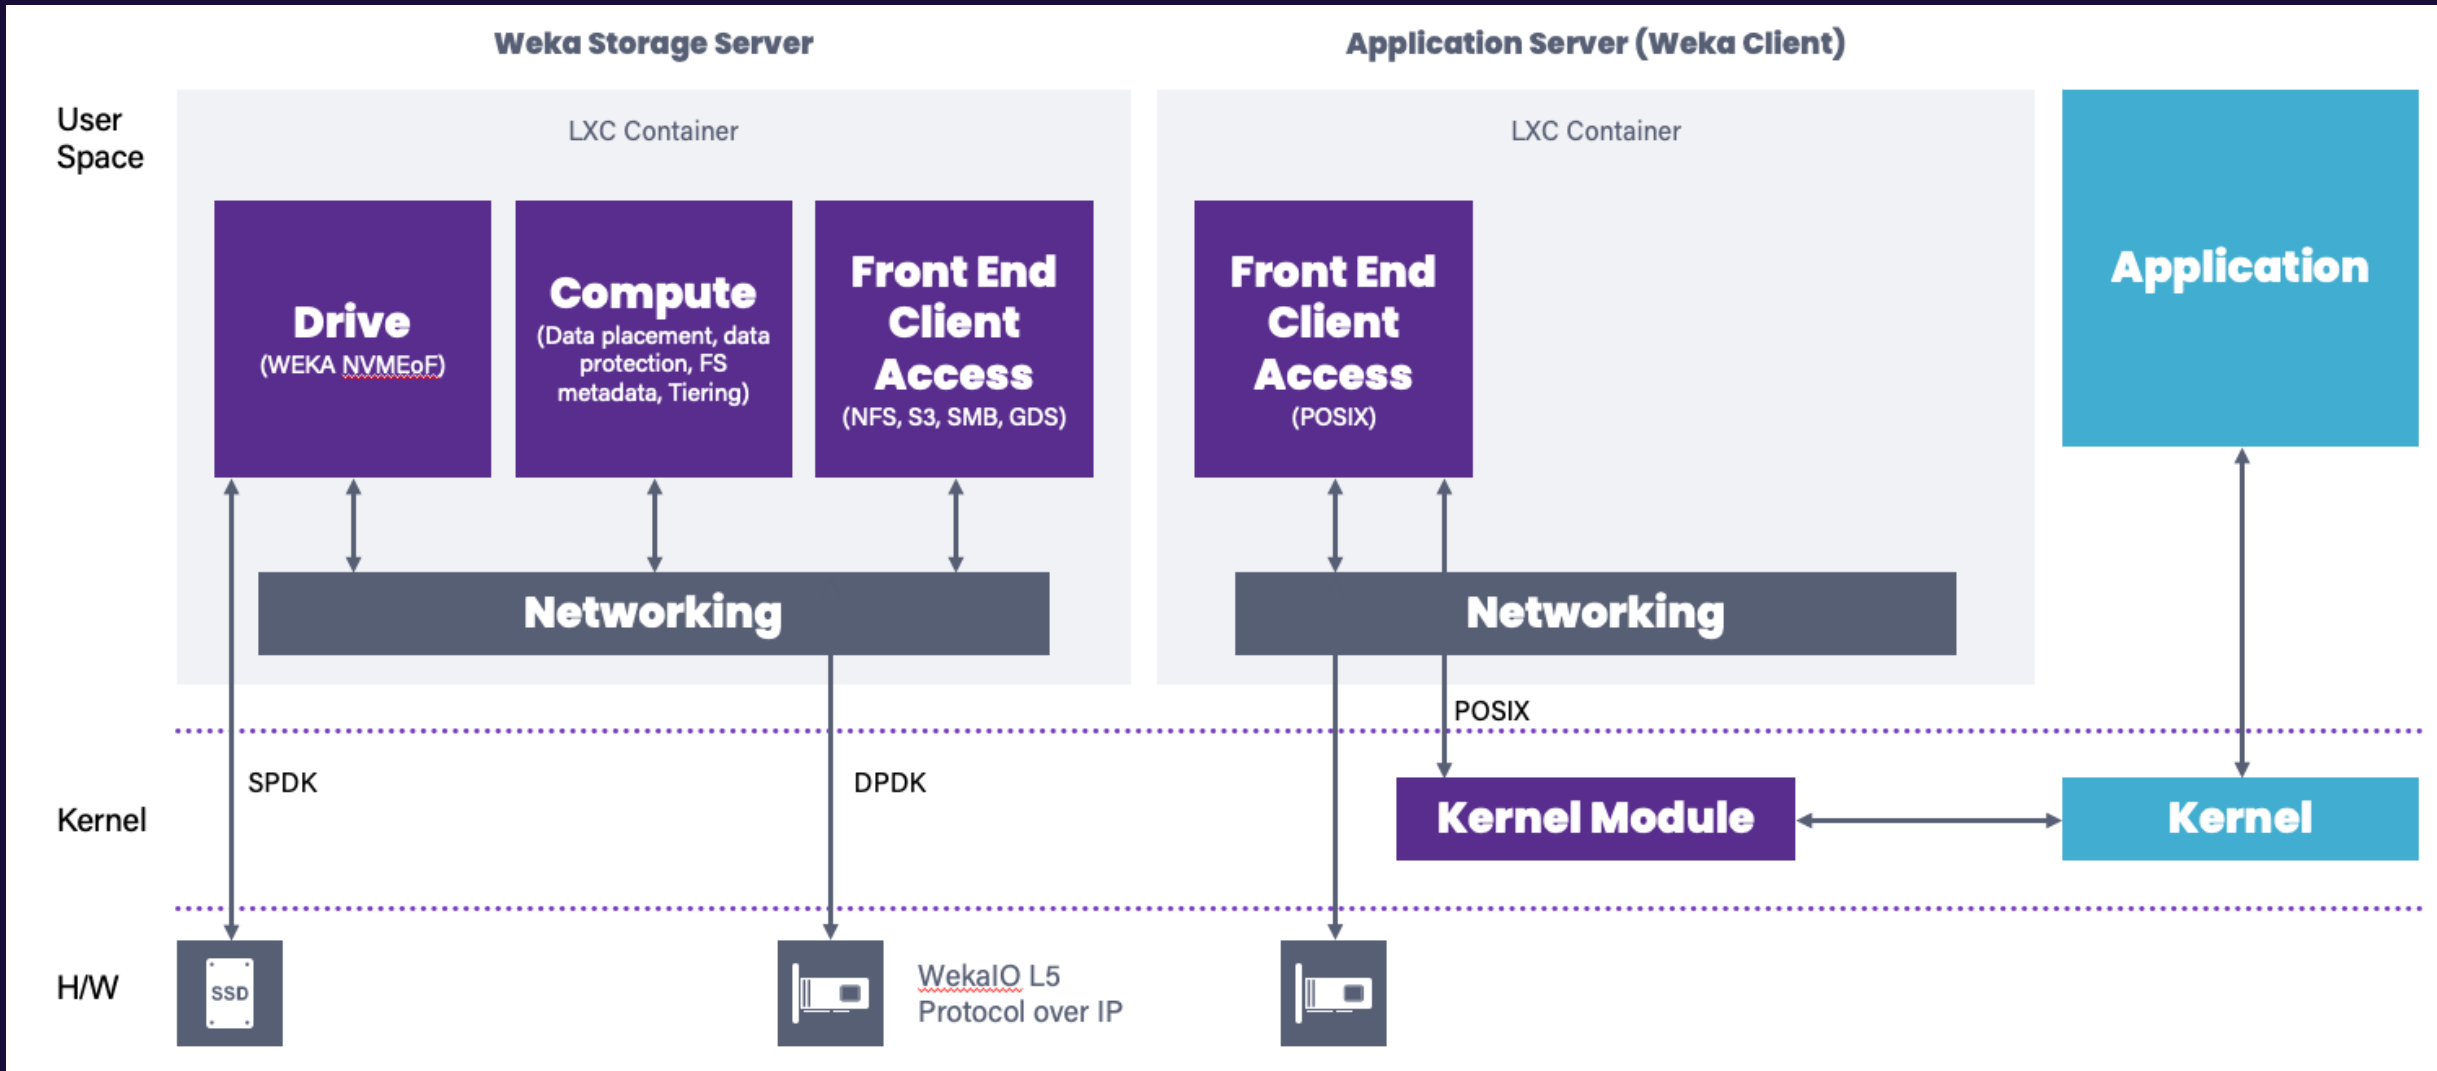 Weka Storage Server
Application Server (Weka Client)
User
Space
LXC Container
LXC Container
Drive
(WEKA NVMEoF)
Compute
(Data placement, data
protection, FS
metadata, Tiering)
Front End
Client
Access
(NFS, S3, SMB, GDS)
Front End
Client
Access
(POSIX)
Application
Networking
Networking
POSIX
SPDK
DPDK
Kernel
Kernel Module
Kernel
H/W
SSD
WekaIO L5
Protocol over IP